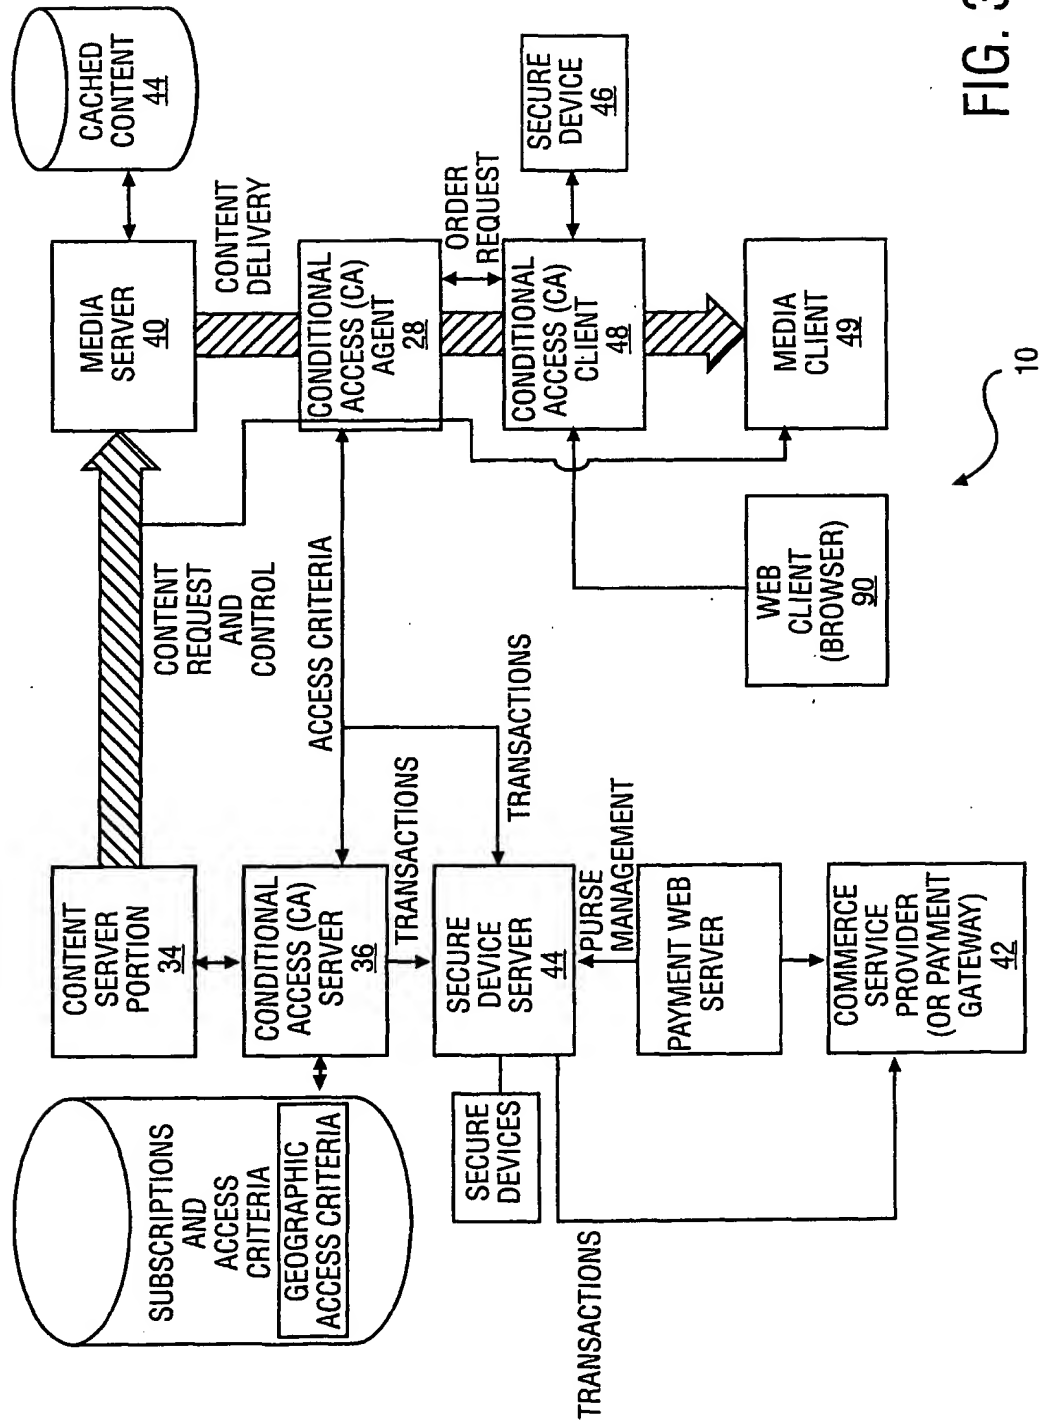 SUBSCRIPTIONS
AND
ACCESS
CRITERIA
GEOGRAPHIC
ACCESS CRITERIA
CONTENT
SERVER
PORTION
34
CONDITIONAL
ACCESS (CA)
SERVER
36
TRANSACTIONS
SECURE
DEVICE
SERVER
44
SECURE
DEVICES
PURSE
MANAGEMENT
PAYMENT WEB
SERVER
COMMERCE
SERVICE
PROVIDER
(OR PAYMENT
GATEWAY)
42
TRANSACTIONS
CONTENT
REQUEST
AND
CONTROL
ACCESS CRITERIA
TRANSACTIONS
MEDIA
SERVER
40
CACHED
CONTENT
44
CONTENT
DELIVERY
CONDITIONAL
ACCESS (CA)
AGENT
28
ORDER
REQUEST
CONDITIONAL
ACCESS (CA)
CLIENT
48
SECURE
DEVICE
46
MEDIA
CLIENT
49
WEB
CLIENT
(BROWSER)
90
10
FIG. 3